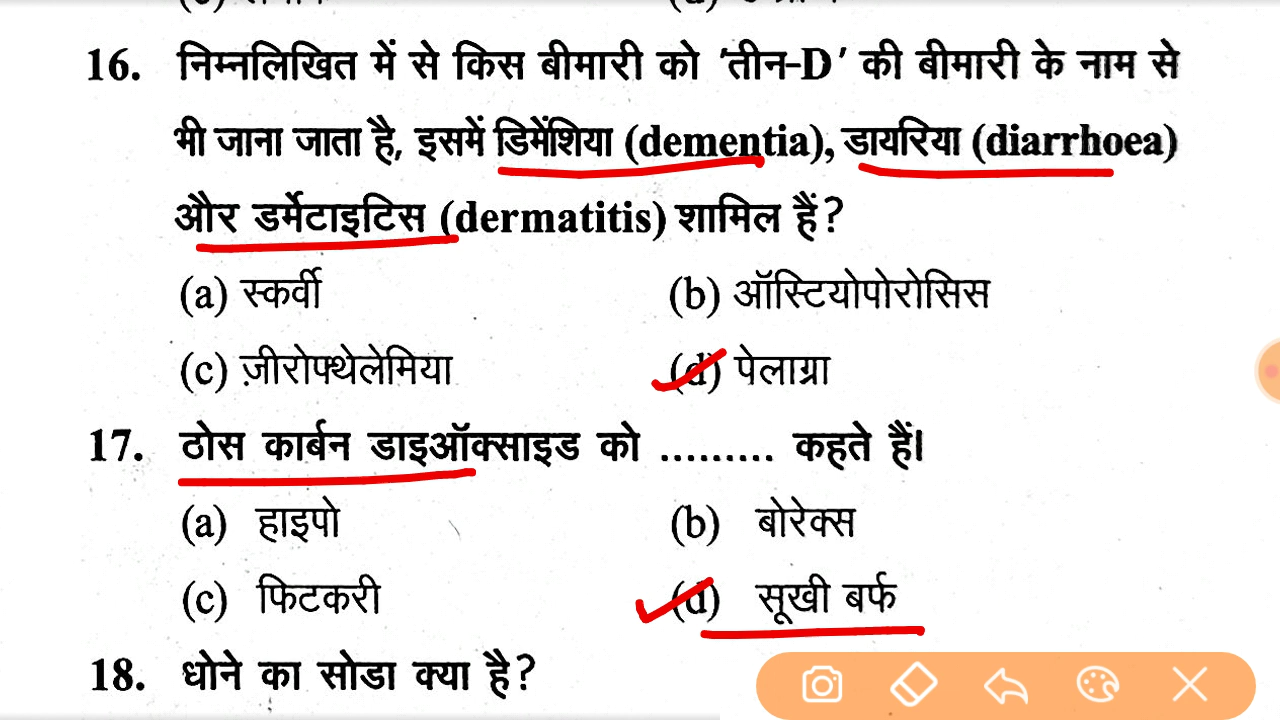 16. निम्नलिखित में से किस बीमारी को 'तीन-D' की बीमारी के नाम से
भी जाना जाता है, इसमें डिमेंशिया (dementia), डायरिया (diarrhoea)
और डर्मेटाइटिस (dermatitis) शामिल हैं?
(a) स्कर्वी (b) ऑस्टियोपोरोसिस
(c) ज़ीरोफ्थेलेमिया (d) पेलाग्रा
17. ठोस कार्बन डाइऑक्साइड को ......... कहते हैं।
(a) हाइपो (b) बोरेक्स
(c) फिटकरी (d) सूखी बर्फ
18. धोने का सोडा क्या है?